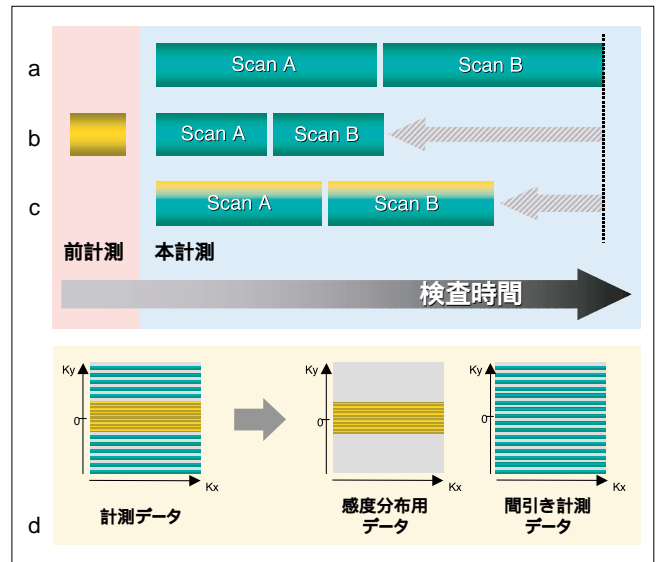 a
Scan A
Scan B
b
Scan A
Scan B
c
Scan A
Scan B
前計測
本計測
検査時間
Ky
0
Kx
計測データ
Ky
0
Kx
感度分布用
データ
Ky
0
Kx
間引き計測
データ
d